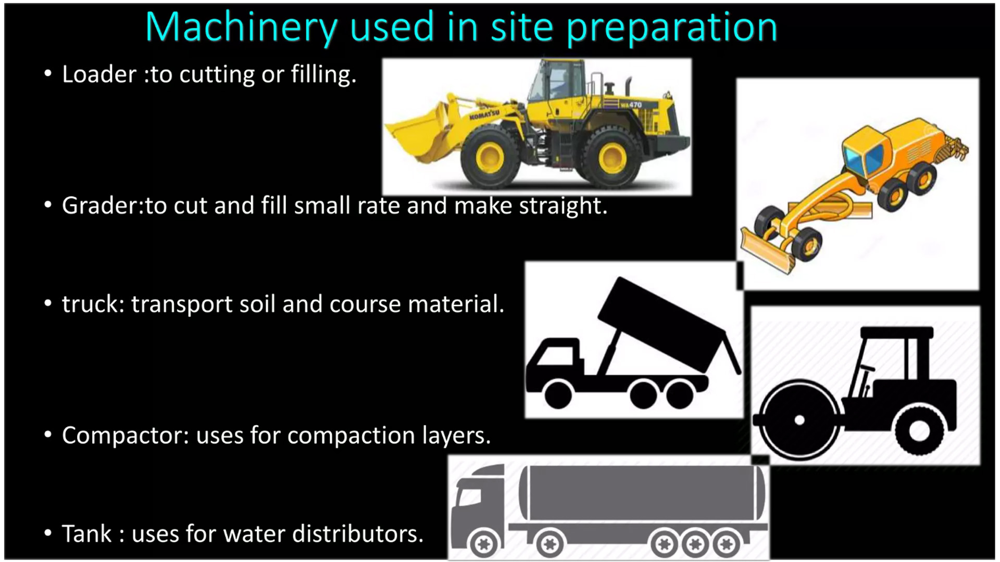 Machinery used in site preparation
• Loader :to cutting or filling.
KOMATSU
WA470
• Grader:to cut and fill small rate and make straight.
• truck: transport soil and course material.
• Compactor: uses for compaction layers.
• Tank : uses for water distributors.